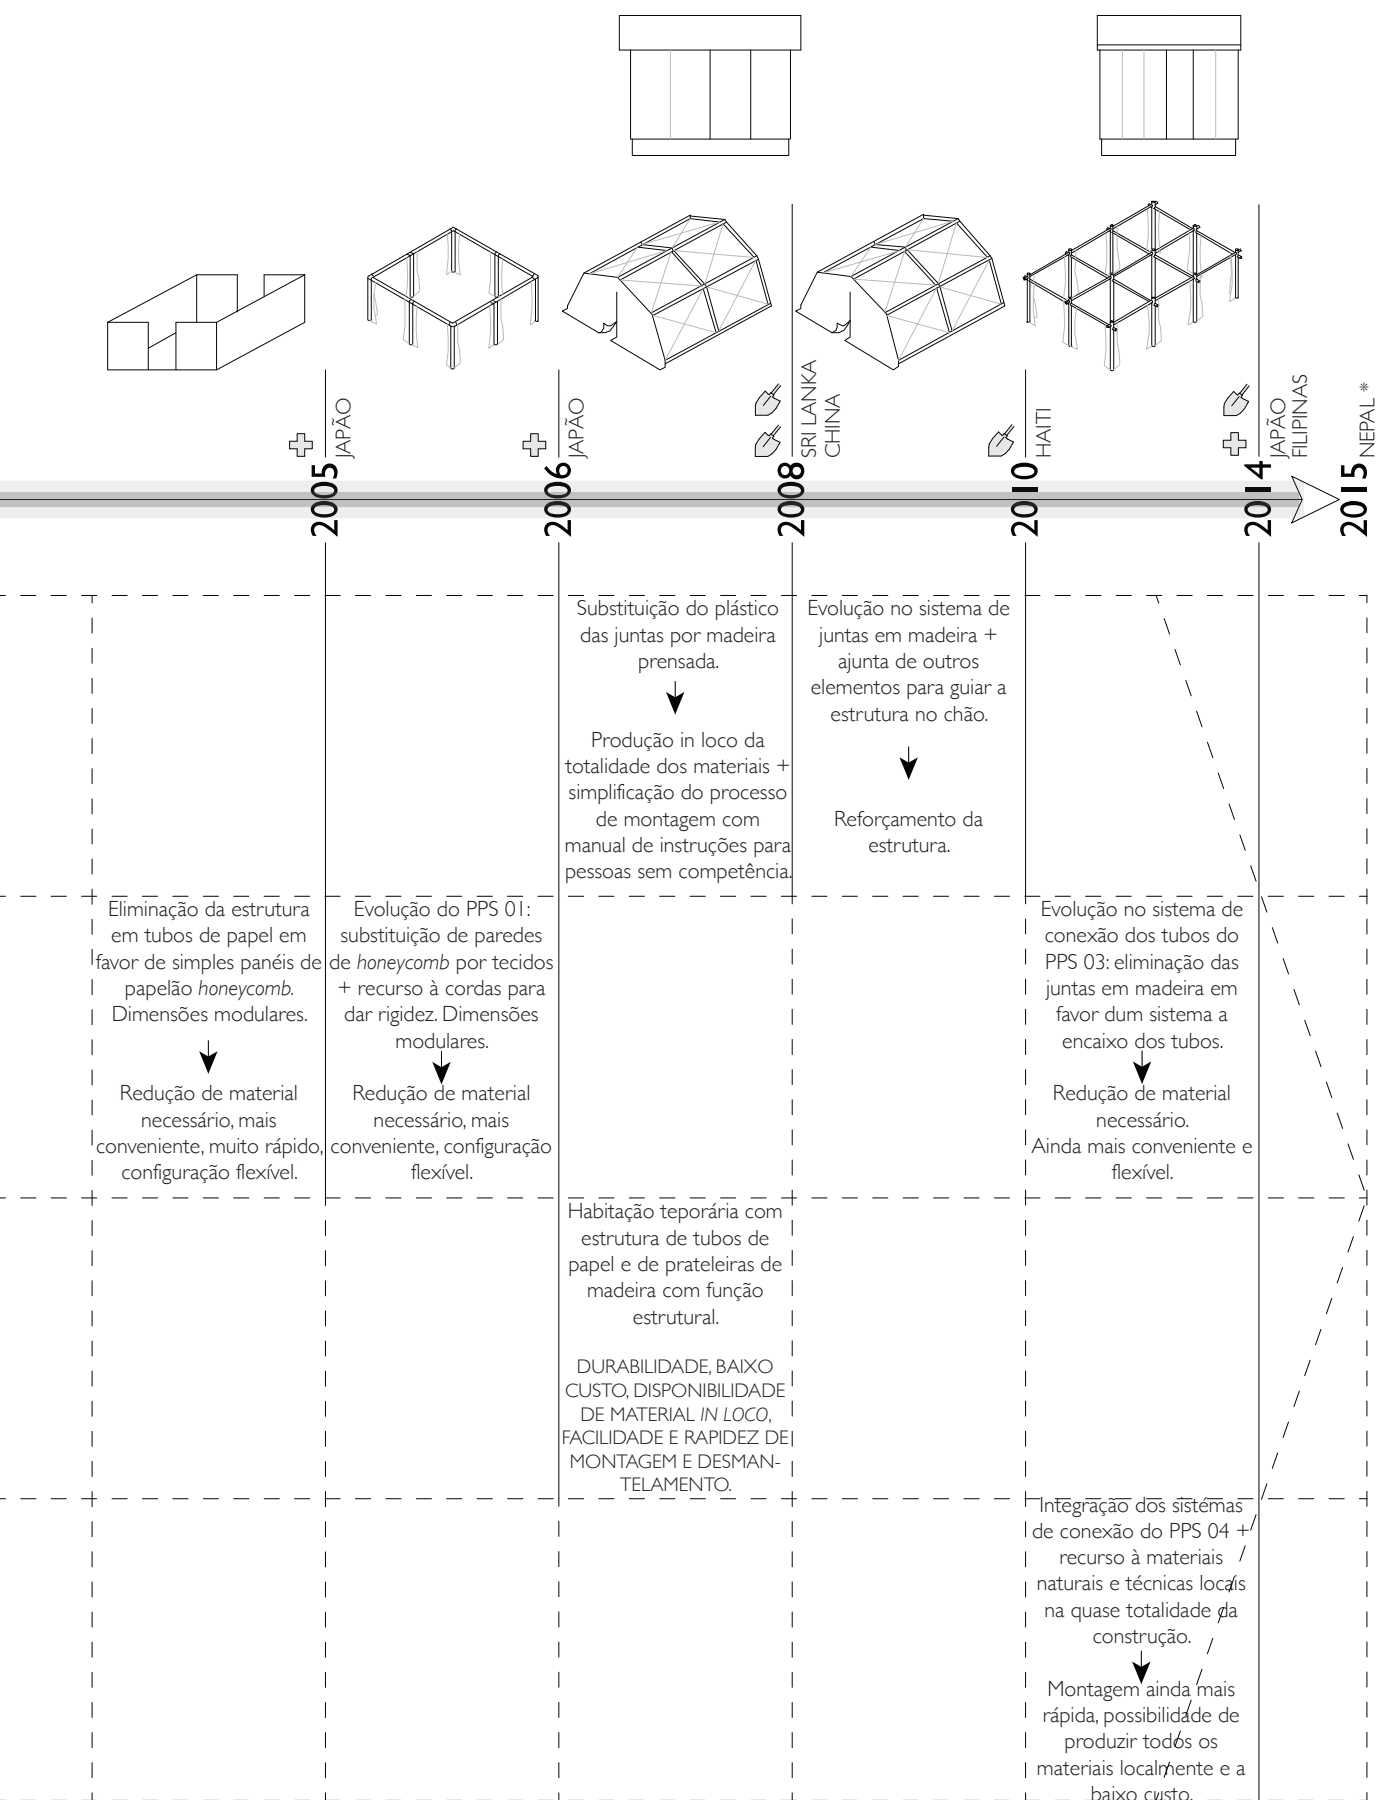 JAPÃO
JAPÃO
SRI LANKA
CHINA
HAITI
JAPÃO
FILIPINAS
NEPAL *
2005
2006
2008
2010
2014
2015
Substituição do plástico
das juntas por madeira
prensada.
Produção in loco da
totalidade dos materiais +
simplificação do processo
de montagem com
manual de instruções para
pessoas sem competência.
Evolução no sistema de
juntas em madeira +
ajunta de outros
elementos para guiar a
estrutura no chão.
Reforçamento da
estrutura.
Eliminação da estrutura
em tubos de papel em
favor de simples panéis de
papelão honeycomb.
Dimensões modulares.
Redução de material
necessário, mais
conveniente, muito rápido,
configuração flexível.
Evolução do PPS 01:
substituição de paredes
de honeycomb por tecidos
+ recurso à cordas para
dar rigidez. Dimensões
modulares.
Redução de material
necessário, mais
conveniente, configuração
flexível.
Evolução no sistema de
conexão dos tubos do
PPS 03: eliminação das
juntas em madeira em
favor dum sistema a
encaixo dos tubos.
Redução de material
necessário.
Ainda mais conveniente e
flexível.
Habitação teporária com
estrutura de tubos de
papel e de prateleiras de
madeira com função
estrutural.
DURABILIDADE, BAIXO
CUSTO, DISPONIBILIDADE
DE MATERIAL IN LOCO,
FACILIDADE E RAPIDEZ DE
MONTAGEM E DESMAN-
TELAMENTO.
Integração dos sistémas
de conexão do PPS 04 +
recurso à materiais
naturais e técnicas locais
na quase totalidade da
construção.
Montagem ainda mais
rápida, possibilidade de
produzir todos os
materiais localmente e a
baixo custo.